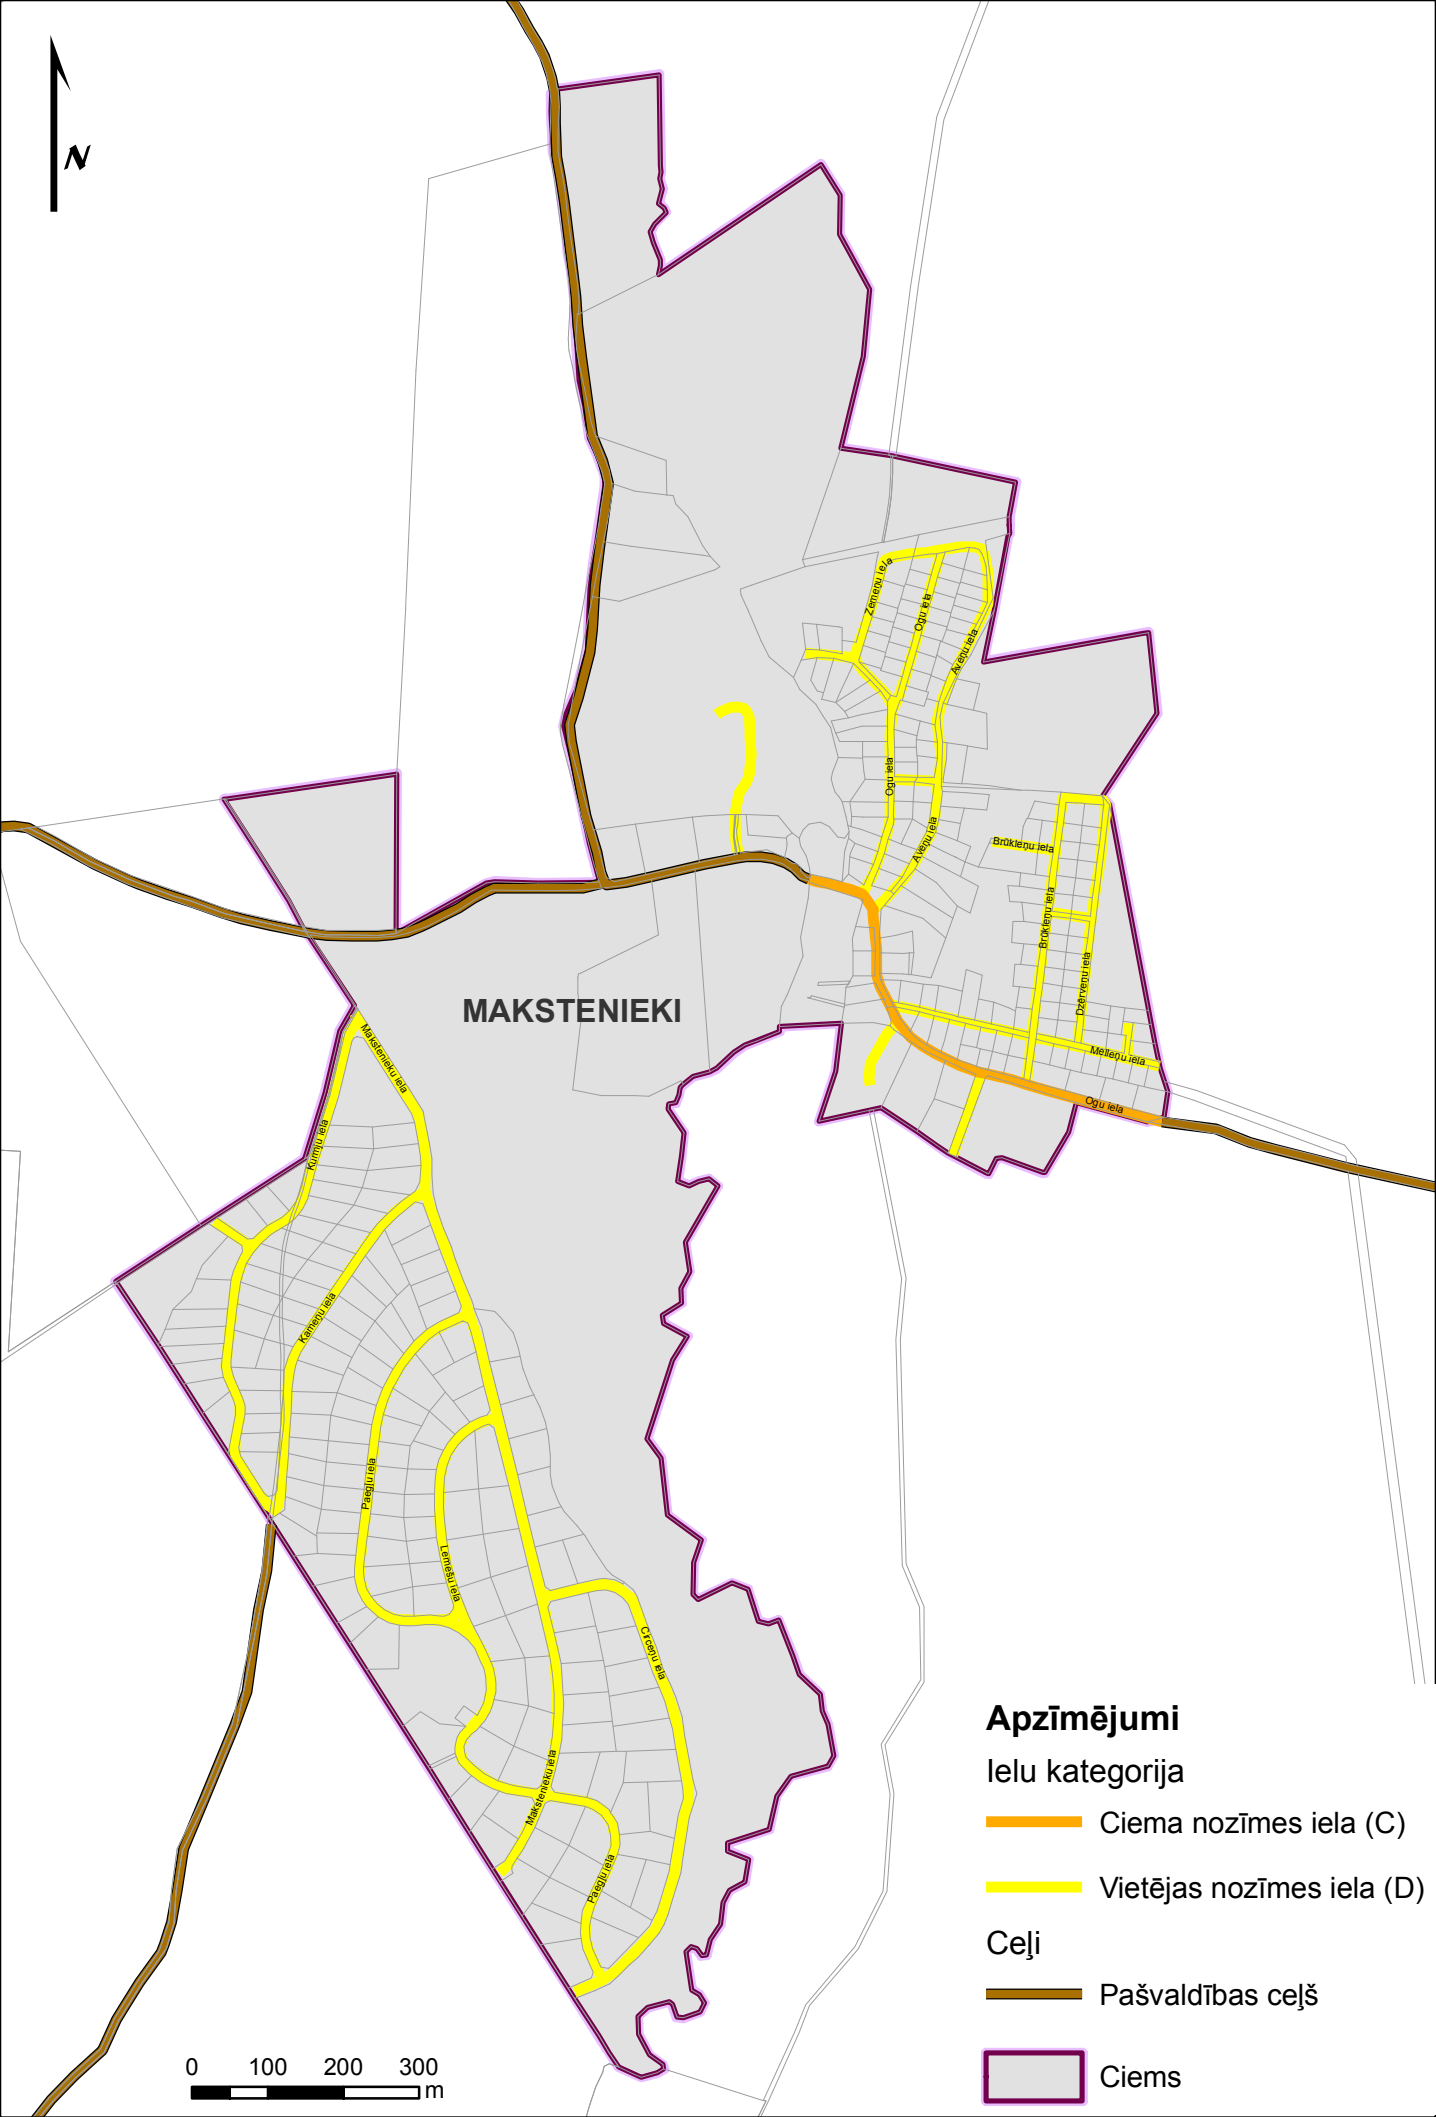 N
Zemeņu iela
Ogu iela
Aveņu iela
Ogu iela
Aveņu iela
Brūkleņu iela
Brūkleņu iela
Dzērveņu iela
Melleņu iela
Ogu iela
MAKSTENIEKI
Makstenieku iela
Kurmju iela
Kameņu iela
Paegļu iela
Lemešu iela
Circeņu iela
Makstenieku iela
Paegļu iela
Apzīmējumi
Ielu kategorija
Ciema nozīmes iela (C)
Vietējas nozīmes iela (D)
Ceļi
Pašvaldības ceļš
Ciems
0 100 200 300
m